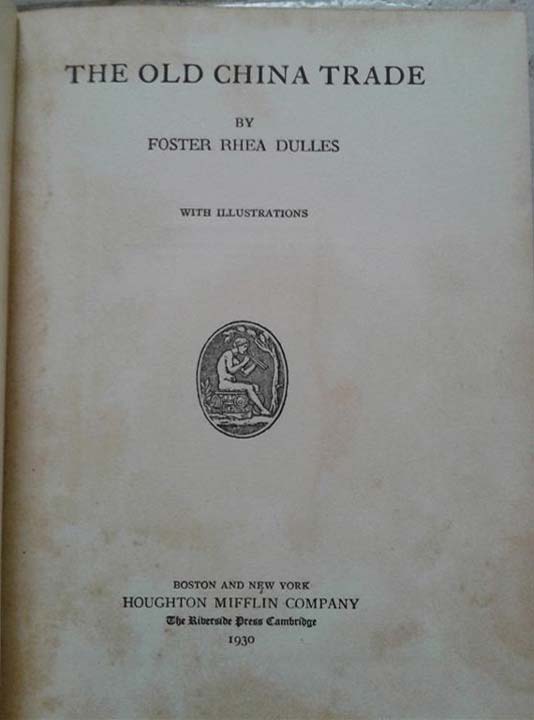 THE OLD CHINA TRADE
BY
FOSTER RHEA DULLES
WITH ILLUSTRATIONS
BOSTON AND NEW YORK
HOUGHTON MIFFLIN COMPANY
The Riverside Press Cambridge
1930